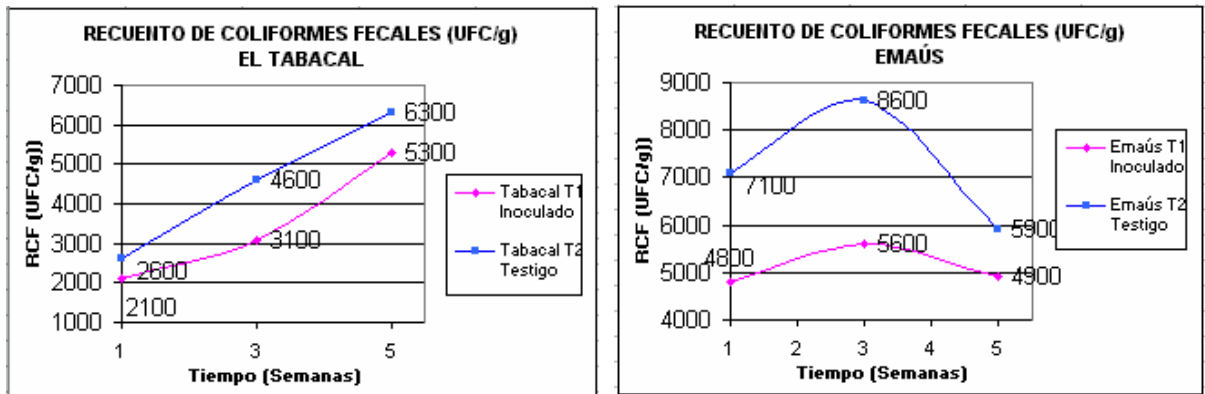 RECUENTO DE COLIFORMES FECALES (UFC/g)
EL TABACAL
RCF (UFC/g))
7000
6000
5000
4000
3000
2000
1000
6300
5300
4600
3100
2600
2100
1 3 5
Tiempo (Semanas)
Tabacal T1
Inoculado
Tabacal T2
Testigo
RECUENTO DE COLIFORMES FECALES (UFC/g)
EMAÚS
RCF (UFC/g))
9000
8000
7000
6000
5000
4000
8600
7100
5900
5600
4800
4900
1 2 3 4 5
Tiempo (Semanas)
Emaús T1
Inoculado
Emaús T2
Testigo